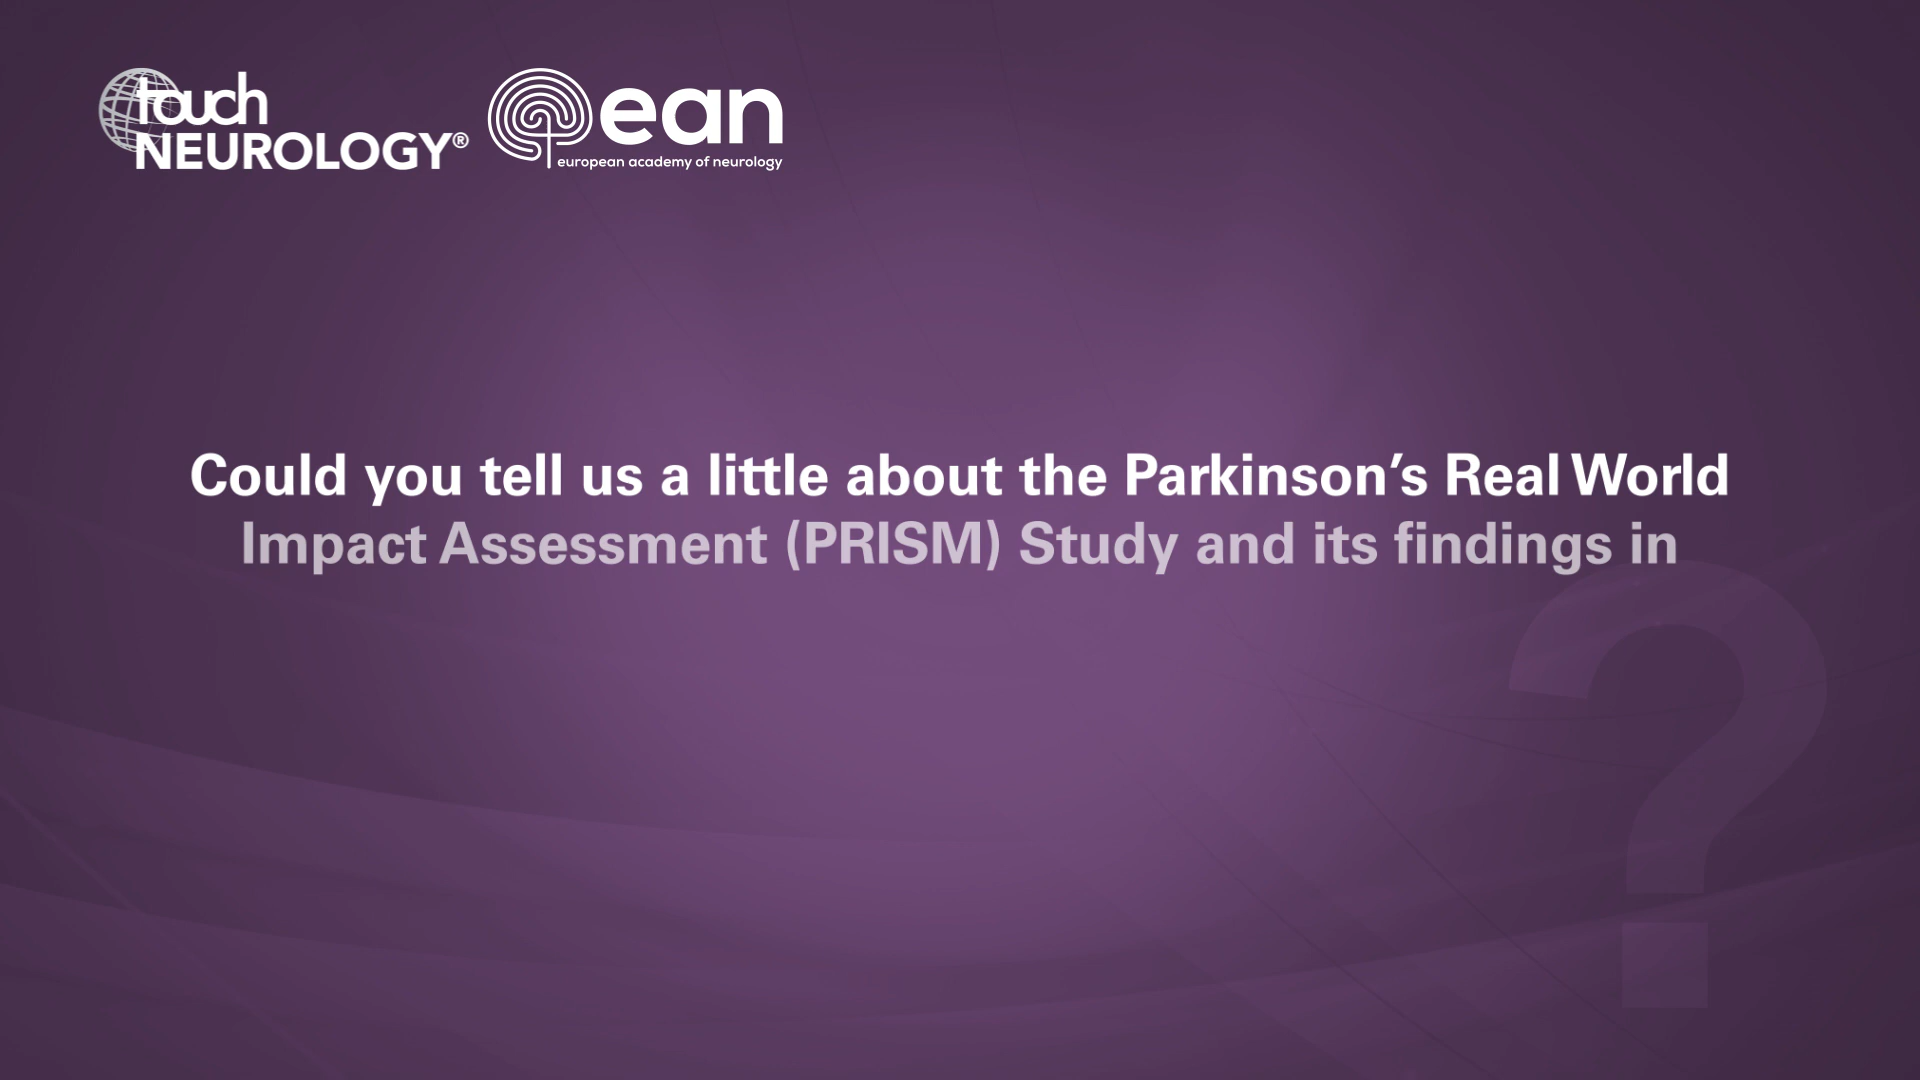 touch
NEUROLOGY®
ean
european academy of neurology
Could you tell us a little about the Parkinson’s Real World
Impact Assessment (PRISM) Study and its findings in
?